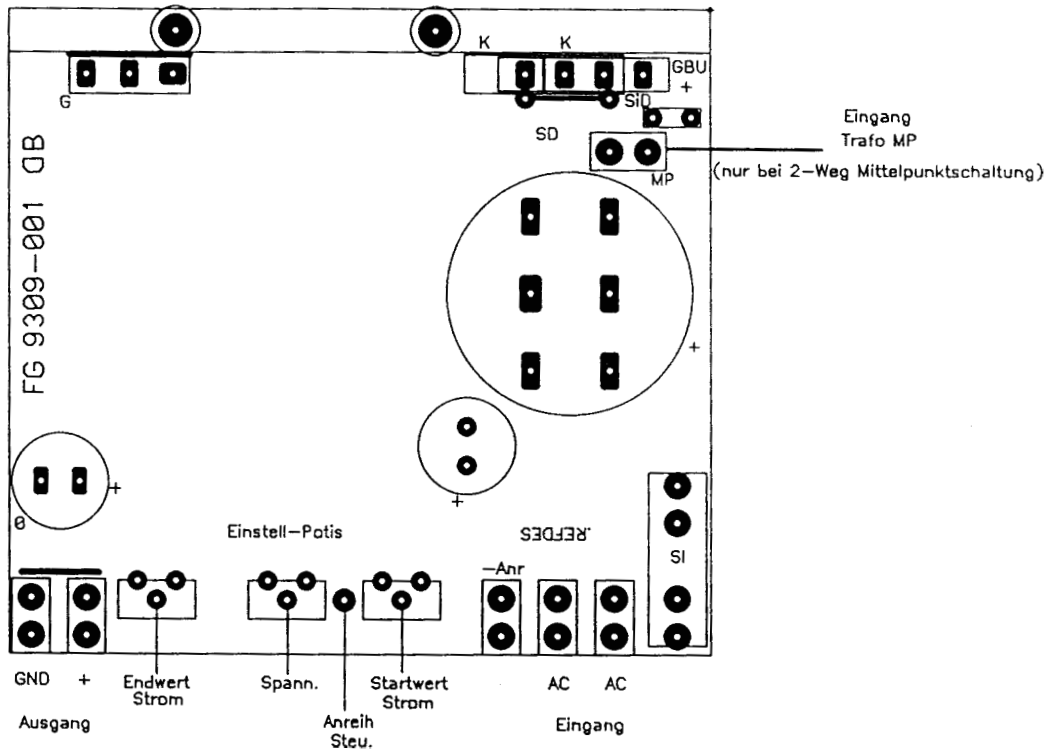 K K
GBU
G
SiD
+
Eingang
SD
Trafo MP
MP
(nur bei 2-Weg Mittelpunktschaltung)
FG 9309-001 DB
+
+
+
0
Einstell-Potis
.REFDES
SI
-Anr
GND + Endwert Strom Spann. Startwert Strom - AC AC
Ausgang
Anreih
Steu.
Eingang